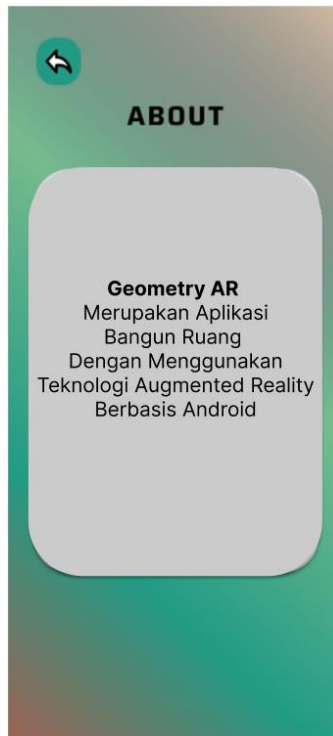 ABOUT
Geometry AR
Merupakan Aplikasi
Bangun Ruang
Dengan Menggunakan
Teknologi Augmented Reality
Berbasis Android